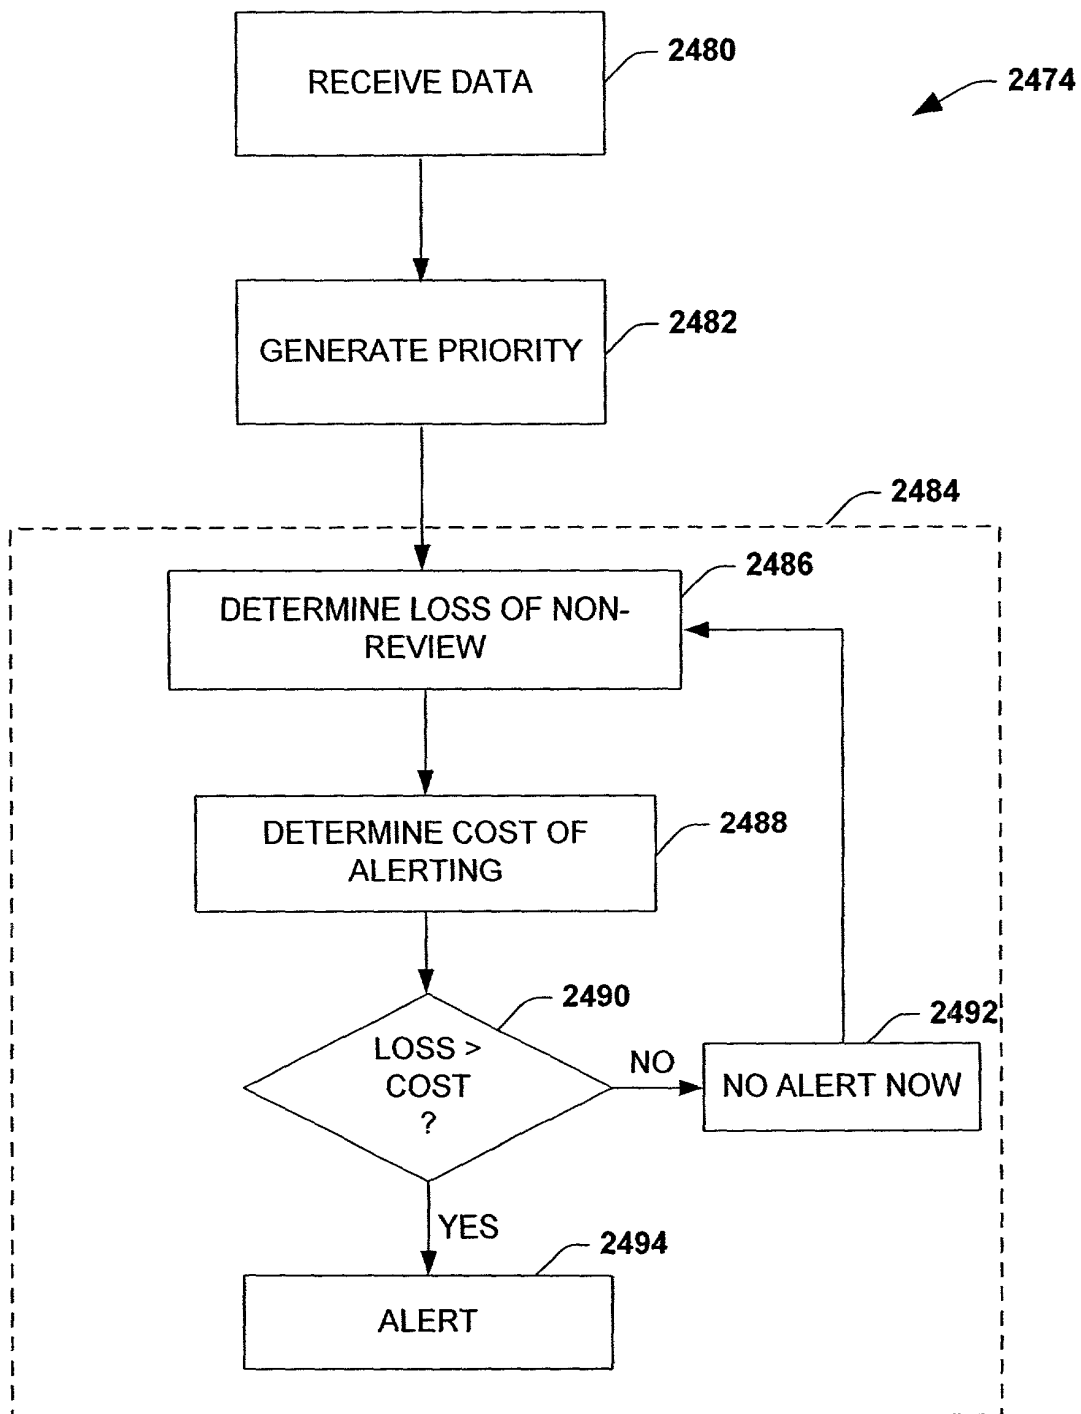 RECEIVE DATA
2480
2474
GENERATE PRIORITY
2482
2484
DETERMINE LOSS OF NON-
REVIEW
2486
DETERMINE COST OF
ALERTING
2488
LOSS >
COST
?
2490
NO
NO ALERT NOW
2492
YES
ALERT
2494